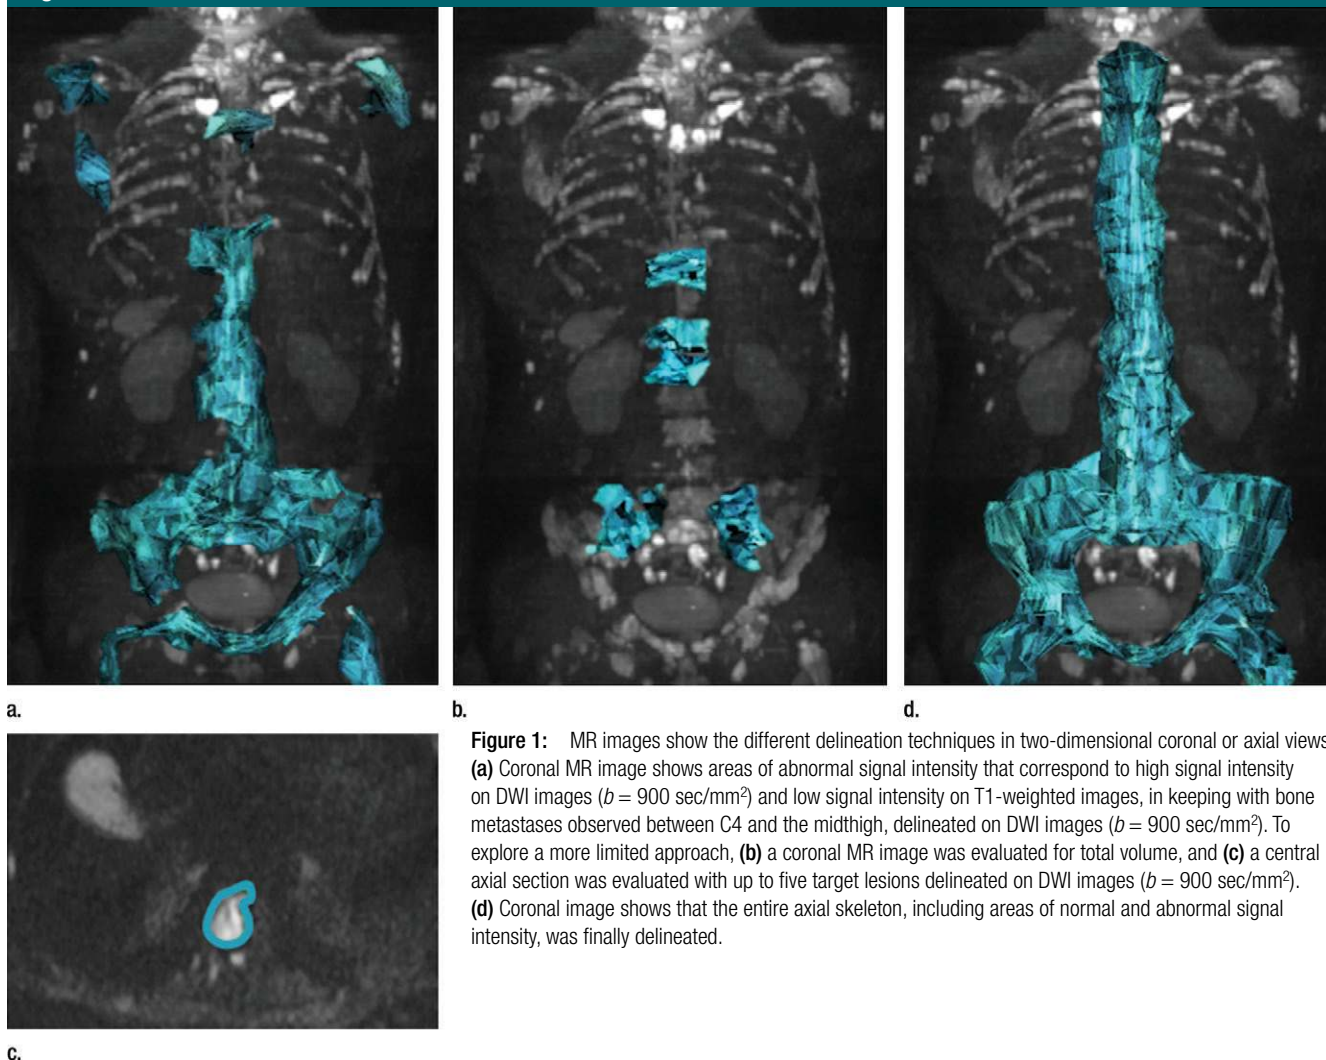 a.
b.
d.
Figure 1: MR images show the different delineation techniques in two-dimensional coronal or axial views
(a) Coronal MR image shows areas of abnormal signal intensity that correspond to high signal intensity
on DWI images (b = 900 sec/mm²) and low signal intensity on T1-weighted images, in keeping with bone
metastases observed between C4 and the midthigh, delineated on DWI images (b = 900 sec/mm²). To
explore a more limited approach, (b) a coronal MR image was evaluated for total volume, and (c) a central
axial section was evaluated with up to five target lesions delineated on DWI images (b = 900 sec/mm²).
(d) Coronal image shows that the entire axial skeleton, including areas of normal and abnormal signal
intensity, was finally delineated.
c.